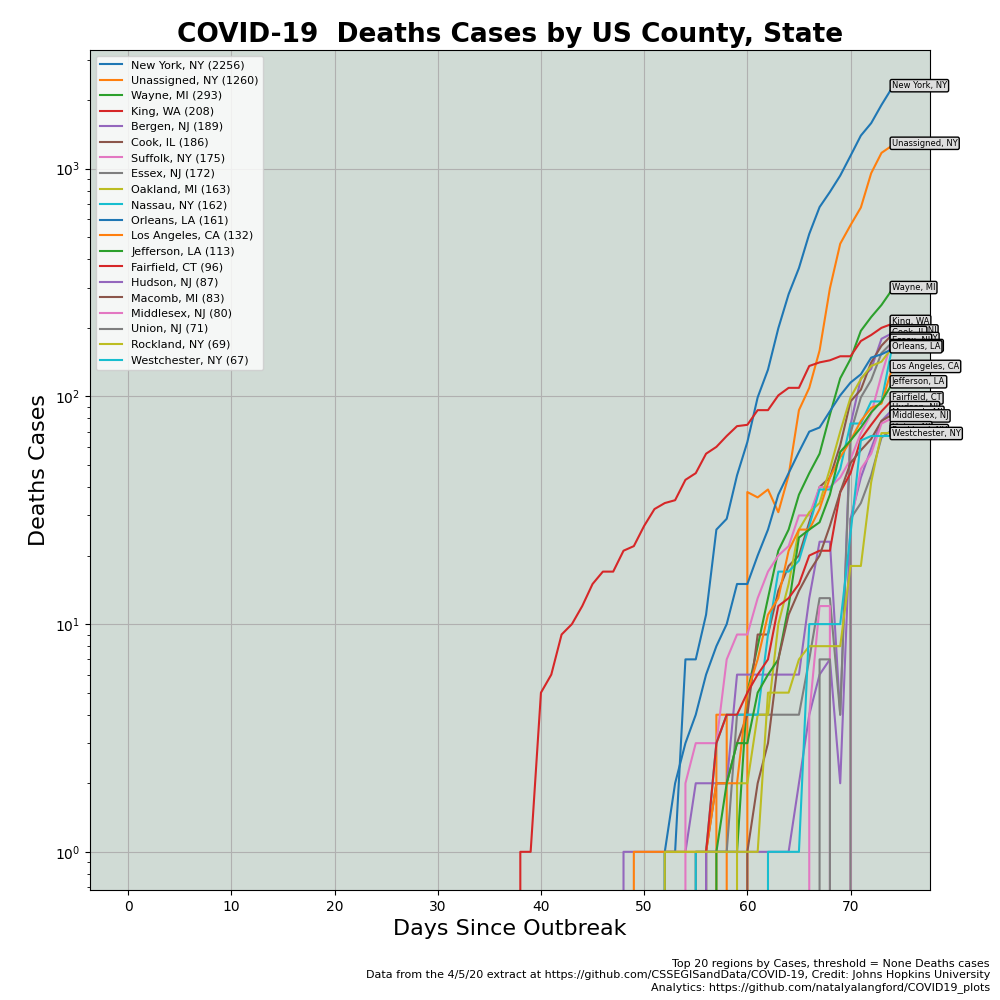 COVID-19  Deaths Cases by US County, State
New York, NY (2256)
Unassigned, NY (1260)
Wayne, MI (293)
King, WA (208)
Bergen, NJ (189)
Cook, IL (186)
Suffolk, NY (175)
Essex, NJ (172)
Oakland, MI (163)
Nassau, NY (162)
Orleans, LA (161)
Los Angeles, CA (132)
Jefferson, LA (113)
Fairfield, CT (96)
Hudson, NJ (87)
Macomb, MI (83)
Middlesex, NJ (80)
Union, NJ (71)
Rockland, NY (69)
Westchester, NY (67)
New York, NY
Unassigned, NY
Wayne, MI
King, WA
Orleans, LA
Los Angeles, CA
Jefferson, LA
Fairfield, CT
Middlesex, NJ
Westchester, NY
10³
10²
10¹
10⁰
Deaths Cases
0 10 20 30 40 50 60 70
Days Since Outbreak
Top 20 regions by Cases, threshold = None Deaths cases
Data from the 4/5/20 extract at https://github.com/CSSEGISandData/COVID-19, Credit: Johns Hopkins University
Analytics: https://github.com/natalyalangford/COVID19_plots